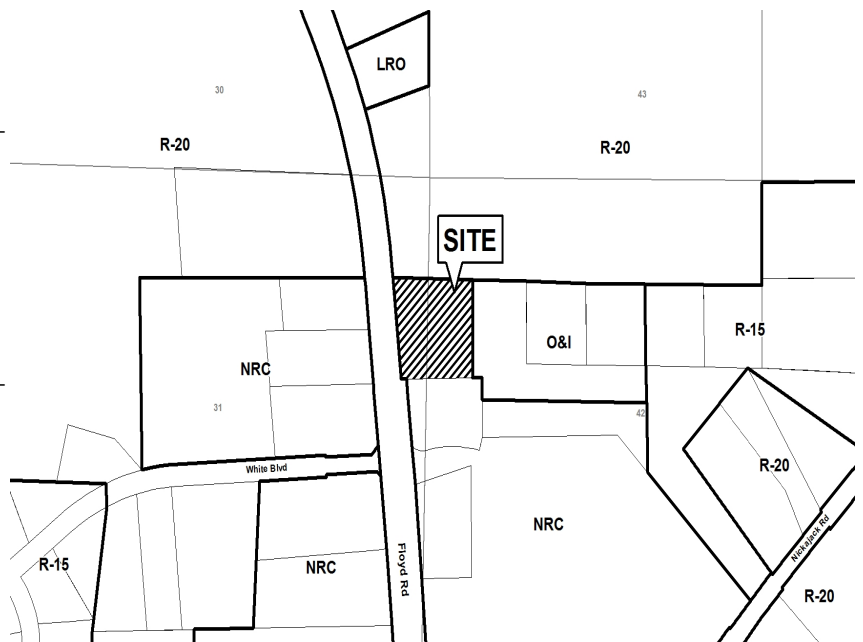 LRO
30
43
R-20
R-20
SITE
R-15
O&I
NRC
31
42
White Blvd
R-20
NRC
Floyd Rd
Nickajack Rd
R-15
NRC
R-20